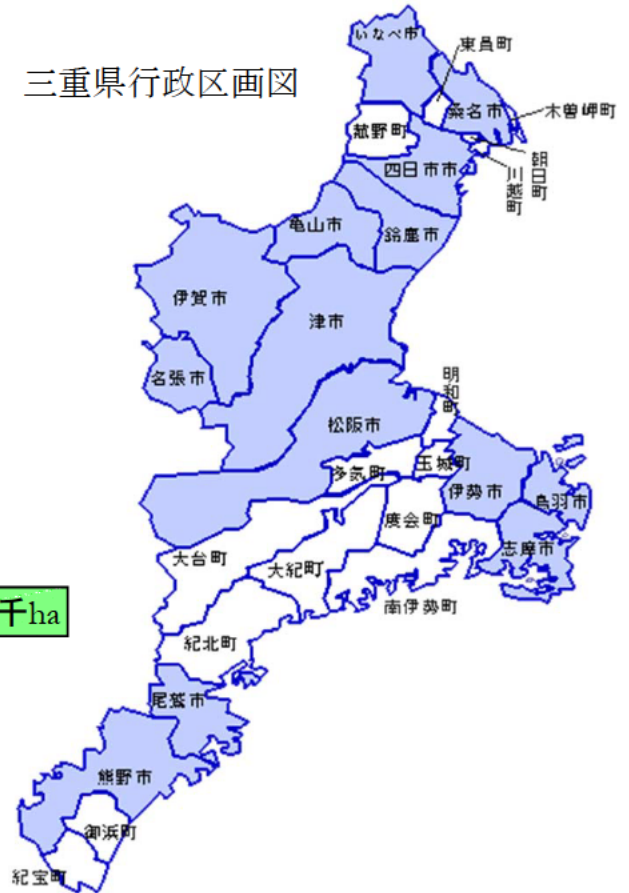 三重県行政区画図
いなべ市
東員町
桑名市
木曽岬町
菰野町
朝日町
四日市市
川越町
亀山市
鈴鹿市
伊賀市
津市
名張市
明和町
松阪市
多気町
玉城町
伊勢市
鳥羽市
度会町
志摩市
大台町
大紀町
南伊勢町
千ha
紀北町
尾鷲市
熊野市
御浜町
紀宝町